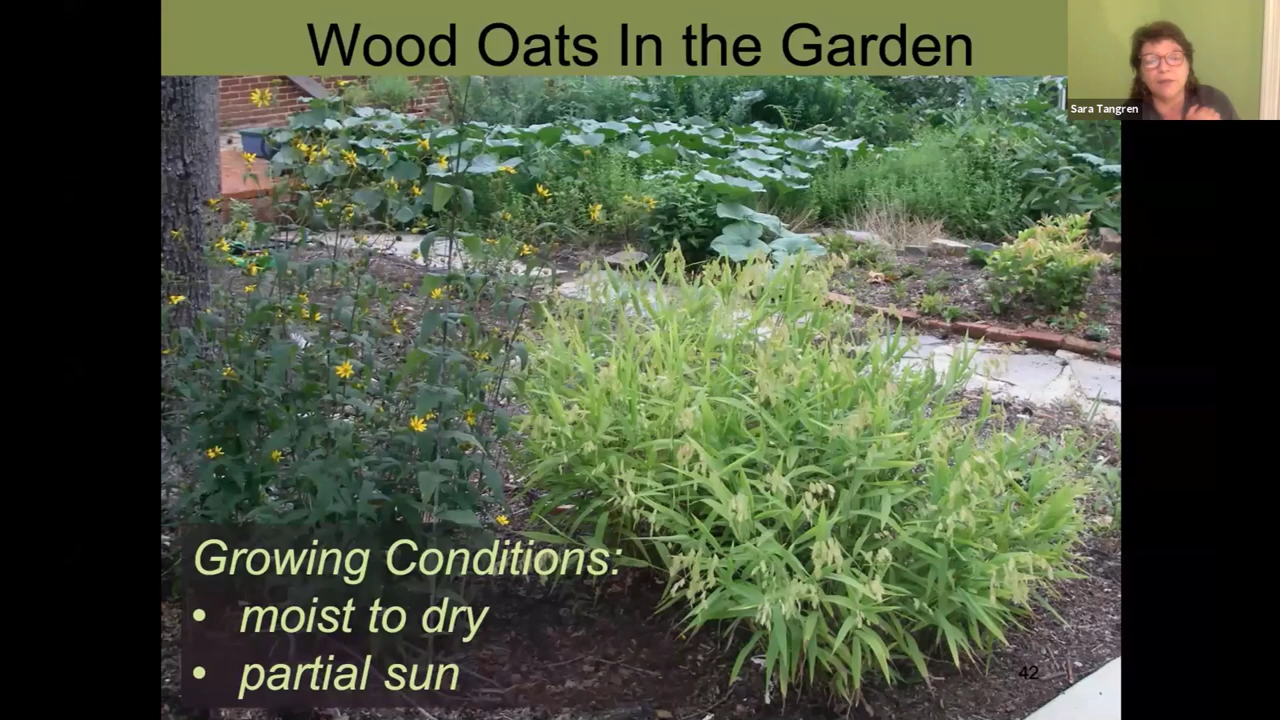 Wood Oats In the Garden
Sara Tangren
Growing Conditions:
• moist to dry
• partial sun
42